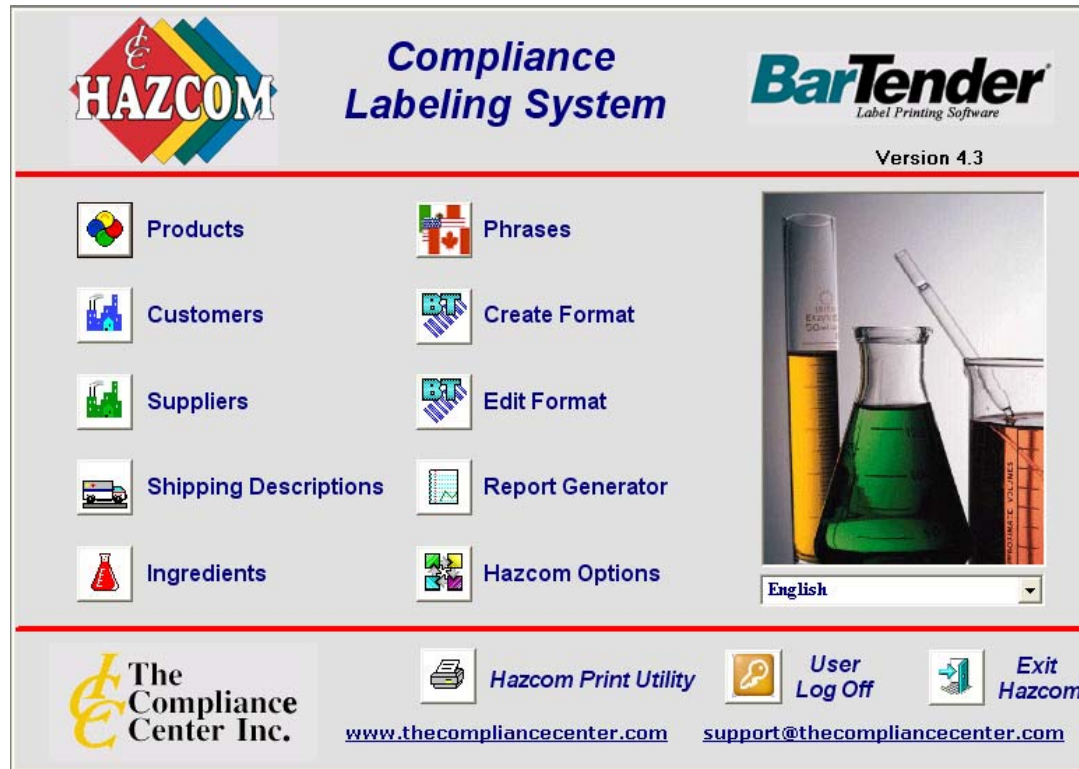 ICC
HAZCOM
Compliance
Labeling System
BarTender
Label Printing Software
Version 4.3
Products
Phrases
Customers
Create Format
Suppliers
Edit Format
Shipping Descriptions
Report Generator
Ingredients
Hazcom Options
English
ICC
The
Compliance
Center Inc.
Hazcom Print Utility
User
Log Off
Exit
Hazcom
www.thecompliancecenter.com
support@thecompliancecenter.com